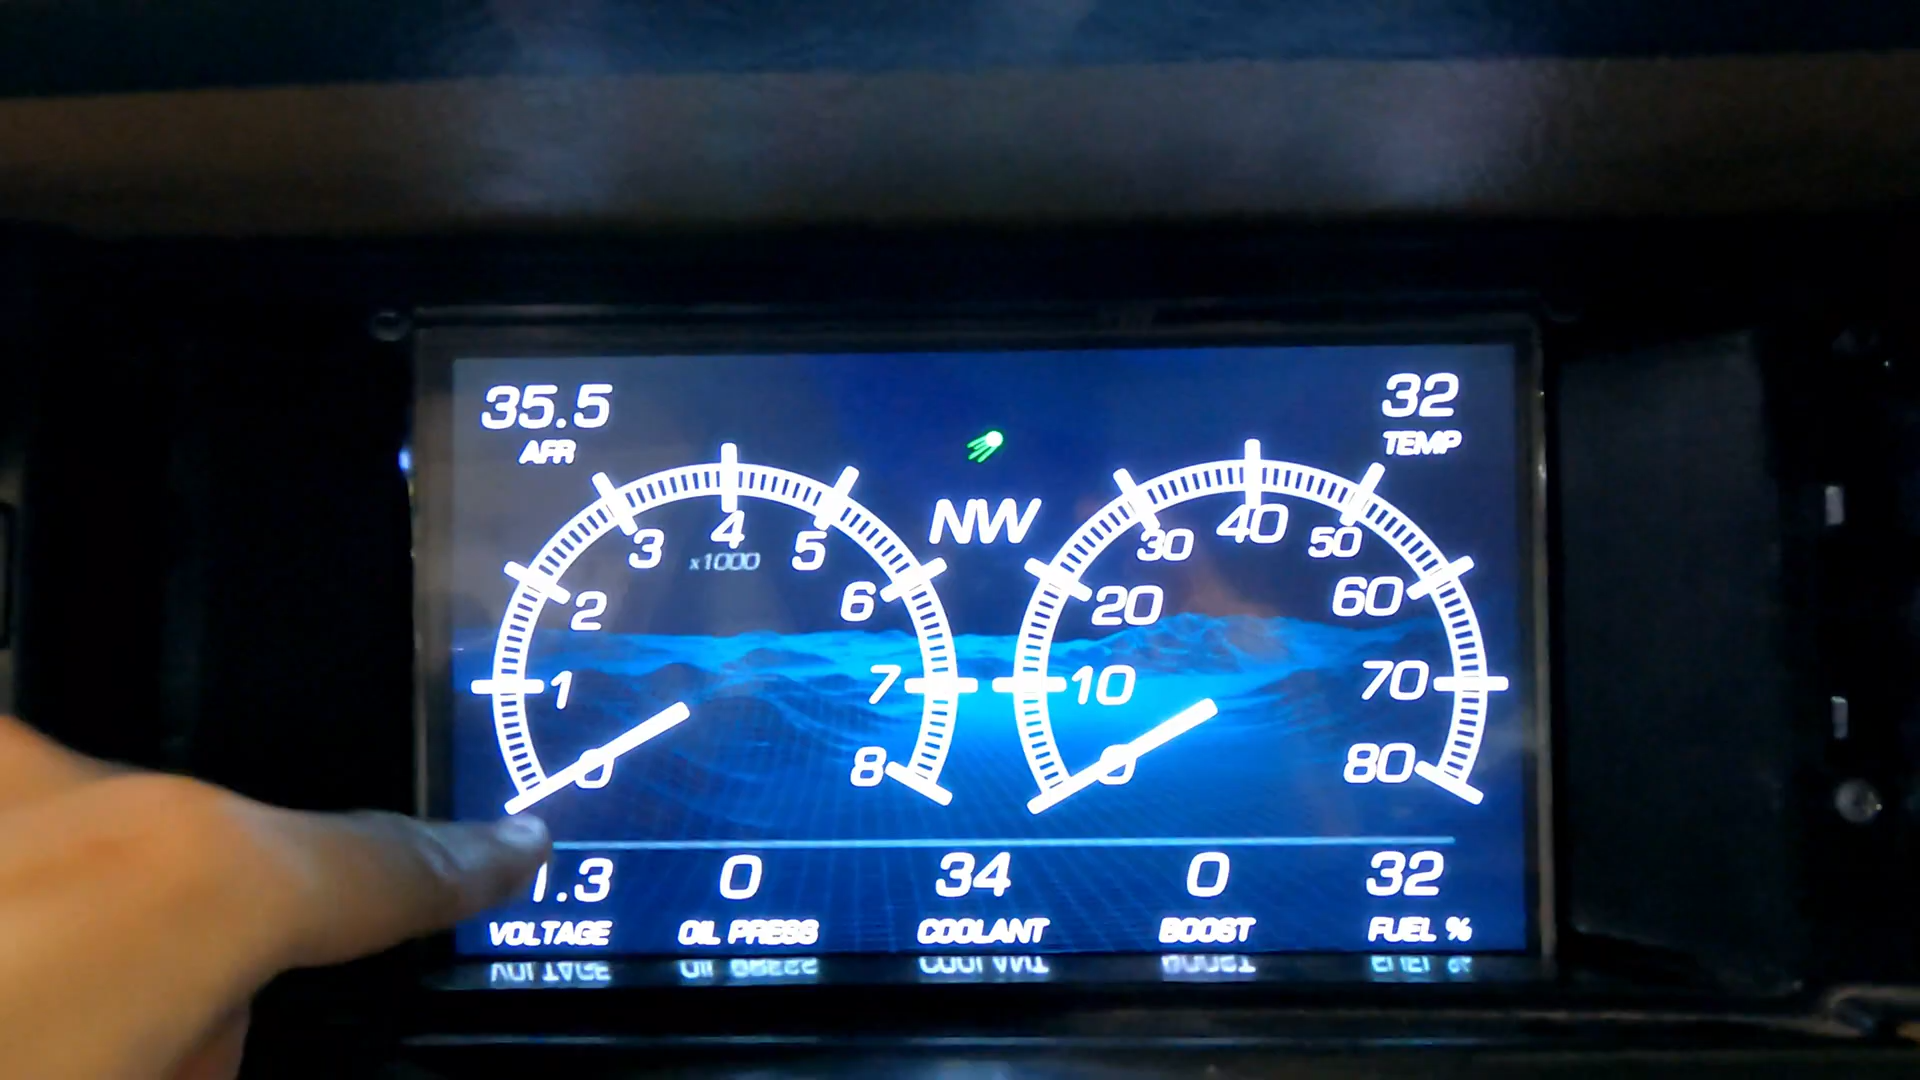 35.5
AFR
32
TEMP
NW
0 1 2 3 4 5 6 7 8
x1000
0 10 20 30 40 50 60 70 80
1.3
VOLTAGE
0
OIL PRESS
34
COOLANT
0
BOOST
32
FUEL %